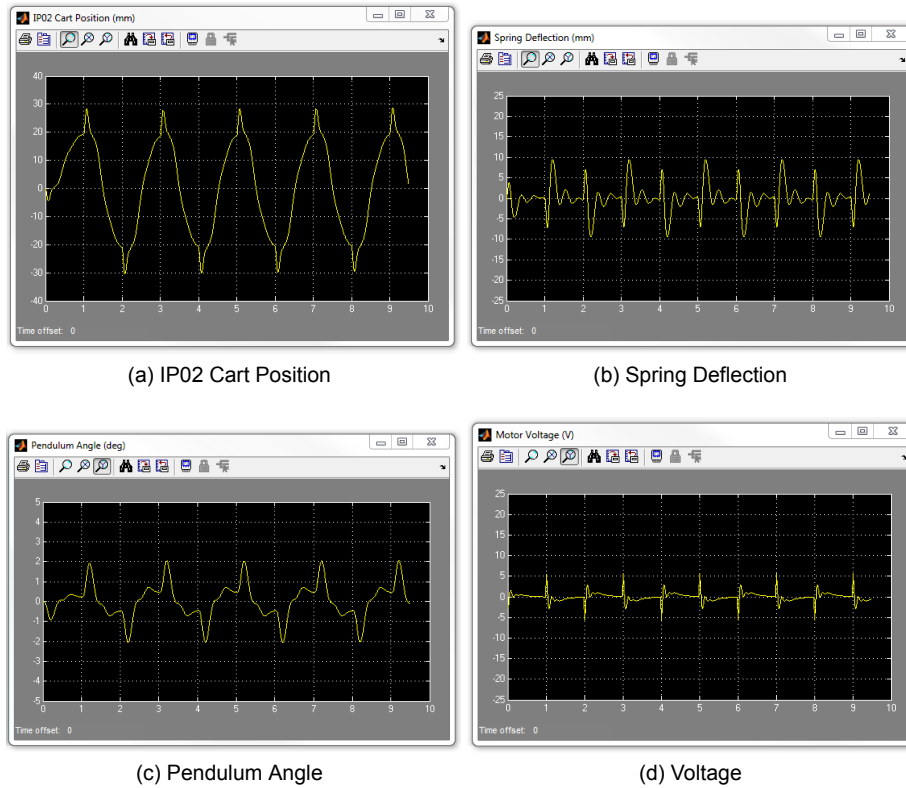 IP02 Cart Position (mm)
40
30
20
10
0
-10
-20
-30
-40
0 1 2 3 4 5 6 7 8 9 10
Time offset: 0
(a) IP02 Cart Position
Spring Deflection (mm)
25
20
15
10
5
0
-5
-10
-15
-20
-25
0 1 2 3 4 5 6 7 8 9 10
Time offset: 0
(b) Spring Deflection
Pendulum Angle (deg)
5
4
3
2
1
0
-1
-2
-3
-4
-5
0 1 2 3 4 5 6 7 8 9 10
Time offset: 0
(c) Pendulum Angle
Motor Voltage (V)
25
20
15
10
5
0
-5
-10
-15
-20
-25
0 1 2 3 4 5 6 7 8 9 10
Time offset: 0
(d) Voltage